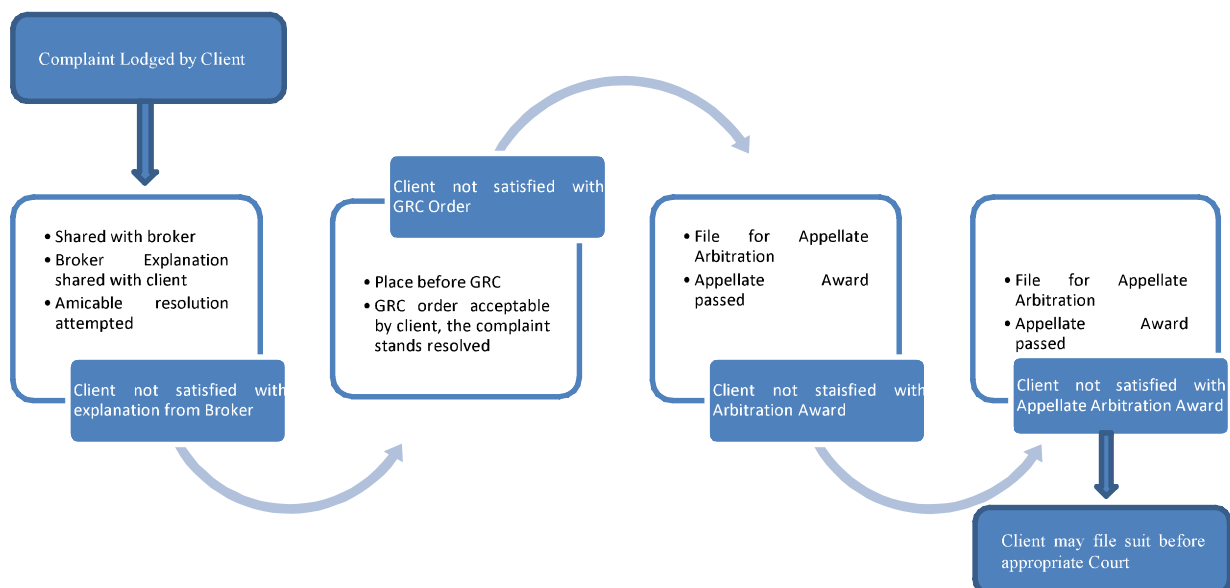 Complaint Lodged by Client
• Shared with broker
• Broker Explanation
shared with client
• Amicable resolution
attempted
Client not satisfied with
explanation from Broker
Client not satisfied with
GRC Order
• Place before GRC
• GRC order acceptable
by client, the complaint
stands resolved
• File for Appellate
Arbitration
• Appellate Award
passed
Client not staisfied with
Arbitration Award
• File for Appellate
Arbitration
• Appellate Award
passed
Client not satisfied with
Appellate Arbitration Award
Client may file suit before
appropriate Court